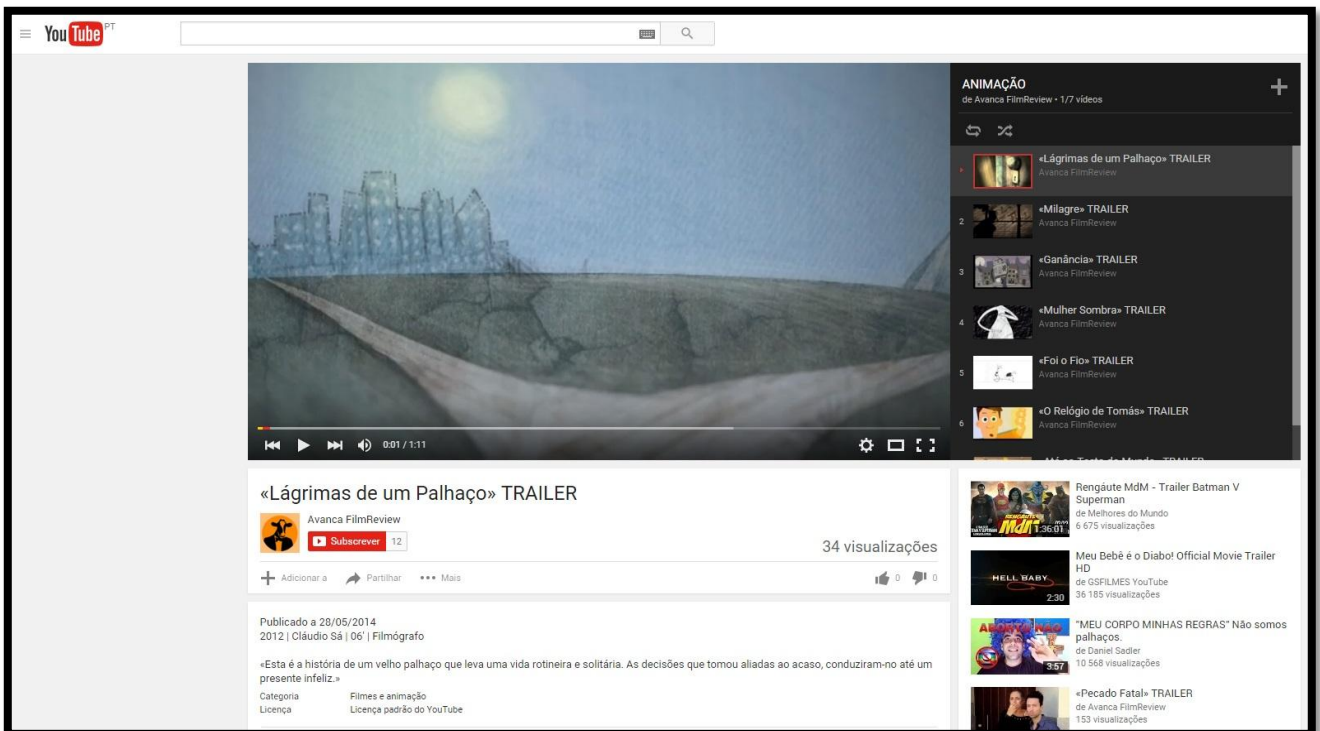 YouTube PT
ANIMAÇÃO
de Avanca FilmReview • 1/7 vídeos
«Lágrimas de um Palhaço» TRAILER
Avanca FilmReview
2
«Milagre» TRAILER
Avanca FilmReview
3
«Ganância» TRAILER
Avanca FilmReview
4
«Mulher Sombra» TRAILER
Avanca FilmReview
5
«Foi o Fio» TRAILER
Avanca FilmReview
6
«O Relógio de Tomás» TRAILER
Avanca FilmReview
0:01 / 1:11
«Lágrimas de um Palhaço» TRAILER
Avanca FilmReview
Subscrever 12
34 visualizações
Adicionar a Partilhar ••• Mais
0 0
Publicado a 28/05/2014
2012 | Cláudio Sá | 06' | Filmógrafo
«Esta é a história de um velho palhaço que leva uma vida rotineira e solitária. As decisões que tomou aliadas ao acaso, conduziram-no até um
presente infeliz.»
Categoria Filmes e animação
Licença Licença padrão do YouTube
Rengáute MdM - Trailer Batman V
Superman
de Melhores do Mundo
6 675 visualizações
MdM
1:36:01
Meu Bebê é o Diabo! Official Movie Trailer
HD
de GSFILMES YouTube
36 185 visualizações
HELL BABY
2:30
"MEU CORPO MINHAS REGRAS" Não somos
palhaços.
de Daniel Sadler
10 568 visualizações
3:57
«Pecado Fatal» TRAILER
de Avanca FilmReview
153 visualizações